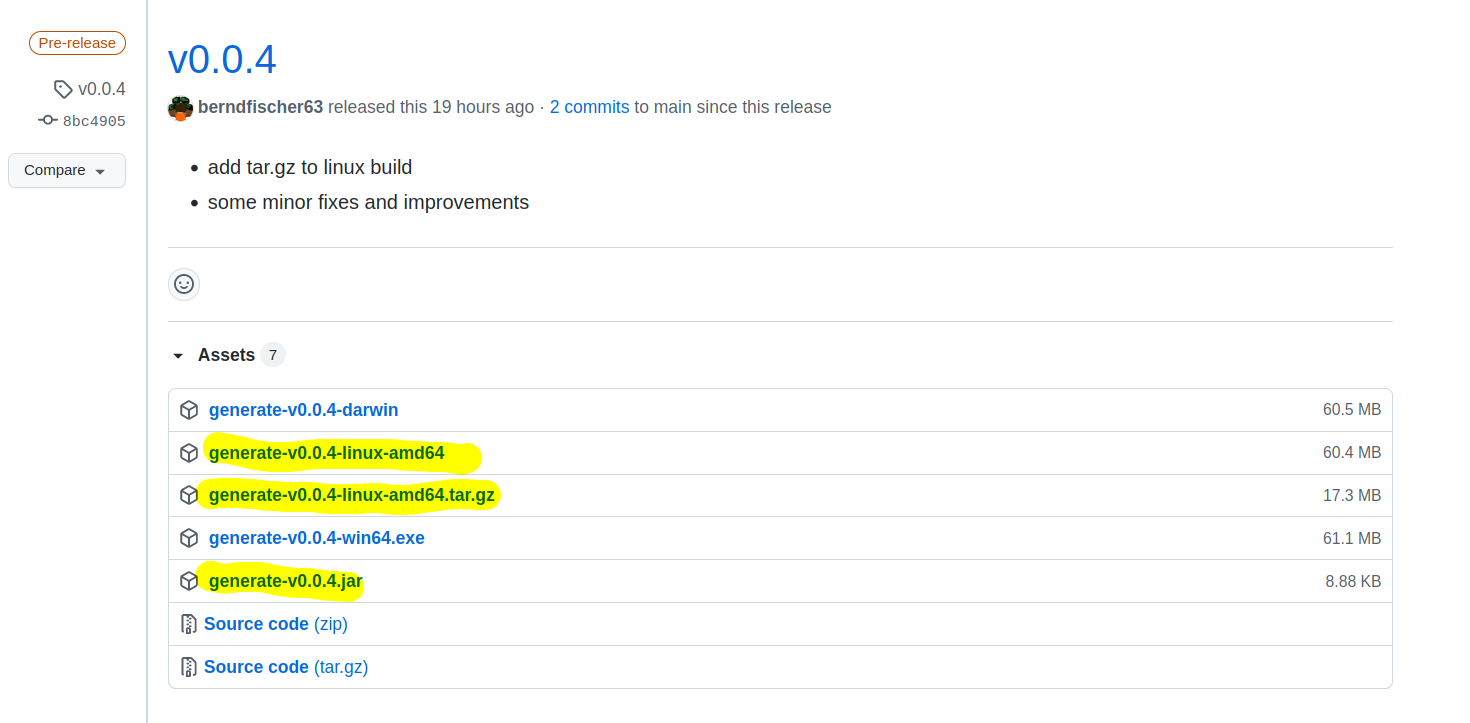 Pre-release
v0.0.4
8bc4905
Compare
v0.0.4
berndfischer63 released this 19 hours ago · 2 commits to main since this release
• add tar.gz to linux build
• some minor fixes and improvements
Assets 7
generate-v0.0.4-darwin 60.5 MB
generate-v0.0.4-linux-amd64 60.4 MB
generate-v0.0.4-linux-amd64.tar.gz 17.3 MB
generate-v0.0.4-win64.exe 61.1 MB
generate-v0.0.4.jar 8.88 KB
Source code (zip)
Source code (tar.gz)